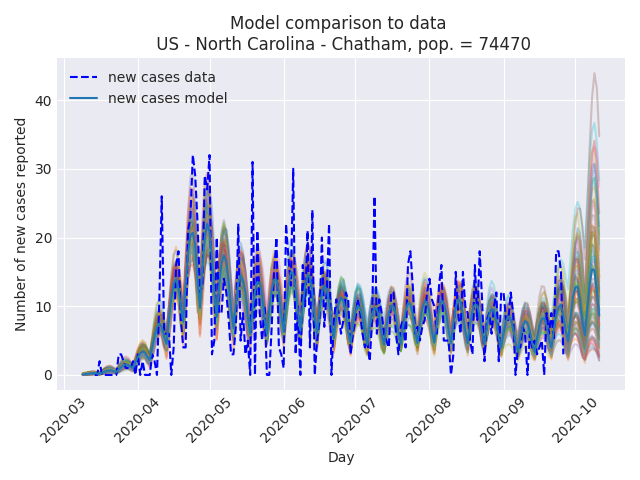 Model comparison to data
US - North Carolina - Chatham, pop. = 74470
new cases data
new cases model
Number of new cases reported
40
30
20
10
0
2020-03
2020-04
2020-05
2020-06
2020-07
2020-08
2020-09
2020-10
Day